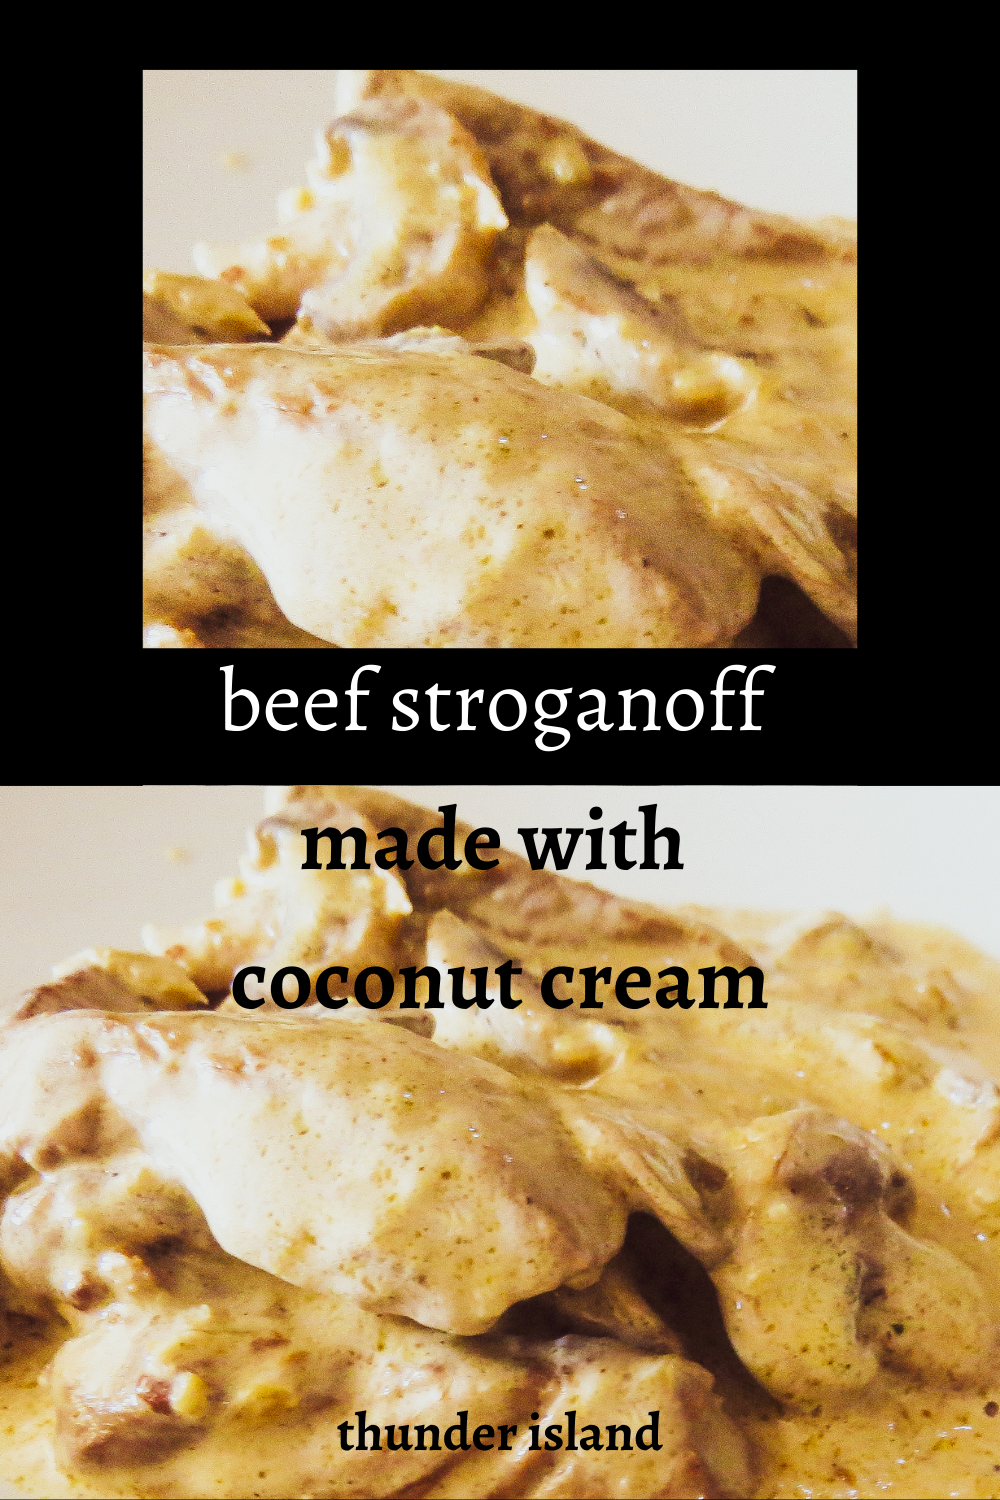 beef stroganoff
made with
coconut cream
thunder island